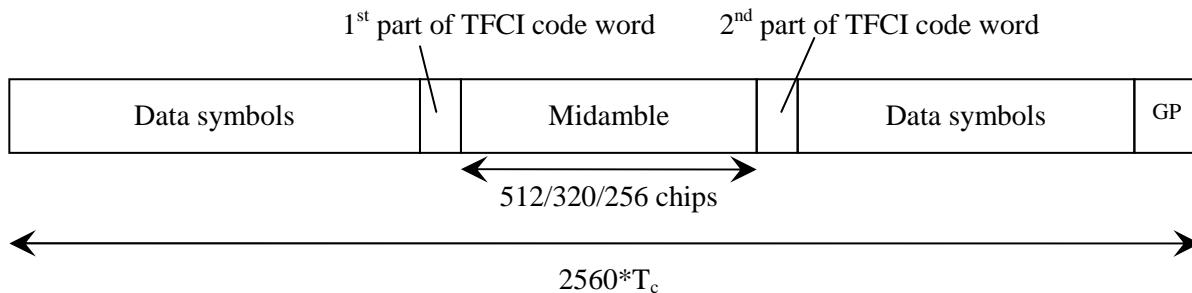 1st part of TFCI code word 2nd part of TFCI code word
Data symbols Midamble Data symbols GP
512/320/256 chips
2560*Tc